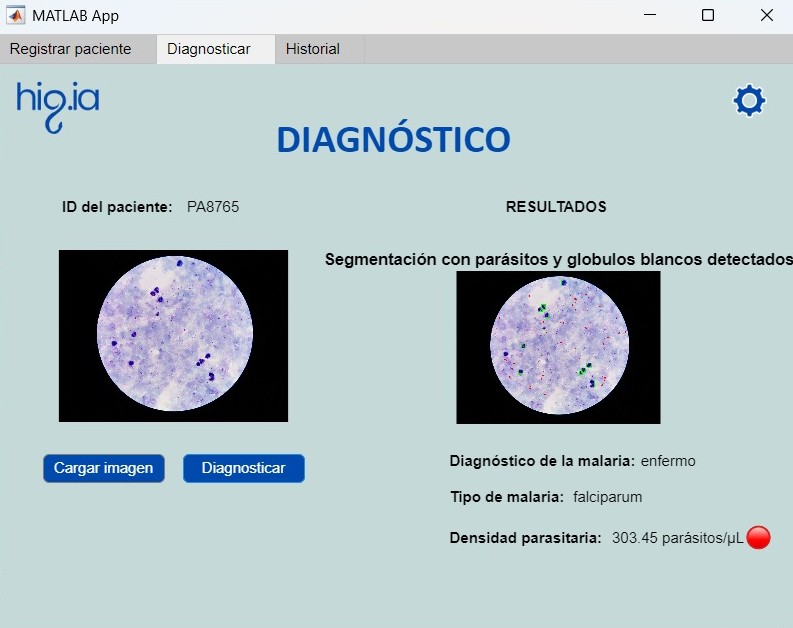 MATLAB App
Registrar paciente Diagnosticar Historial
hig.ia
DIAGNÓSTICO
ID del paciente: PA8765
RESULTADOS
Segmentación con parásitos y globulos blancos detectados
Cargar imagen Diagnosticar
Diagnóstico de la malaria: enfermo
Tipo de malaria: falciparum
Densidad parasitaria: 303.45 parásitos/µL